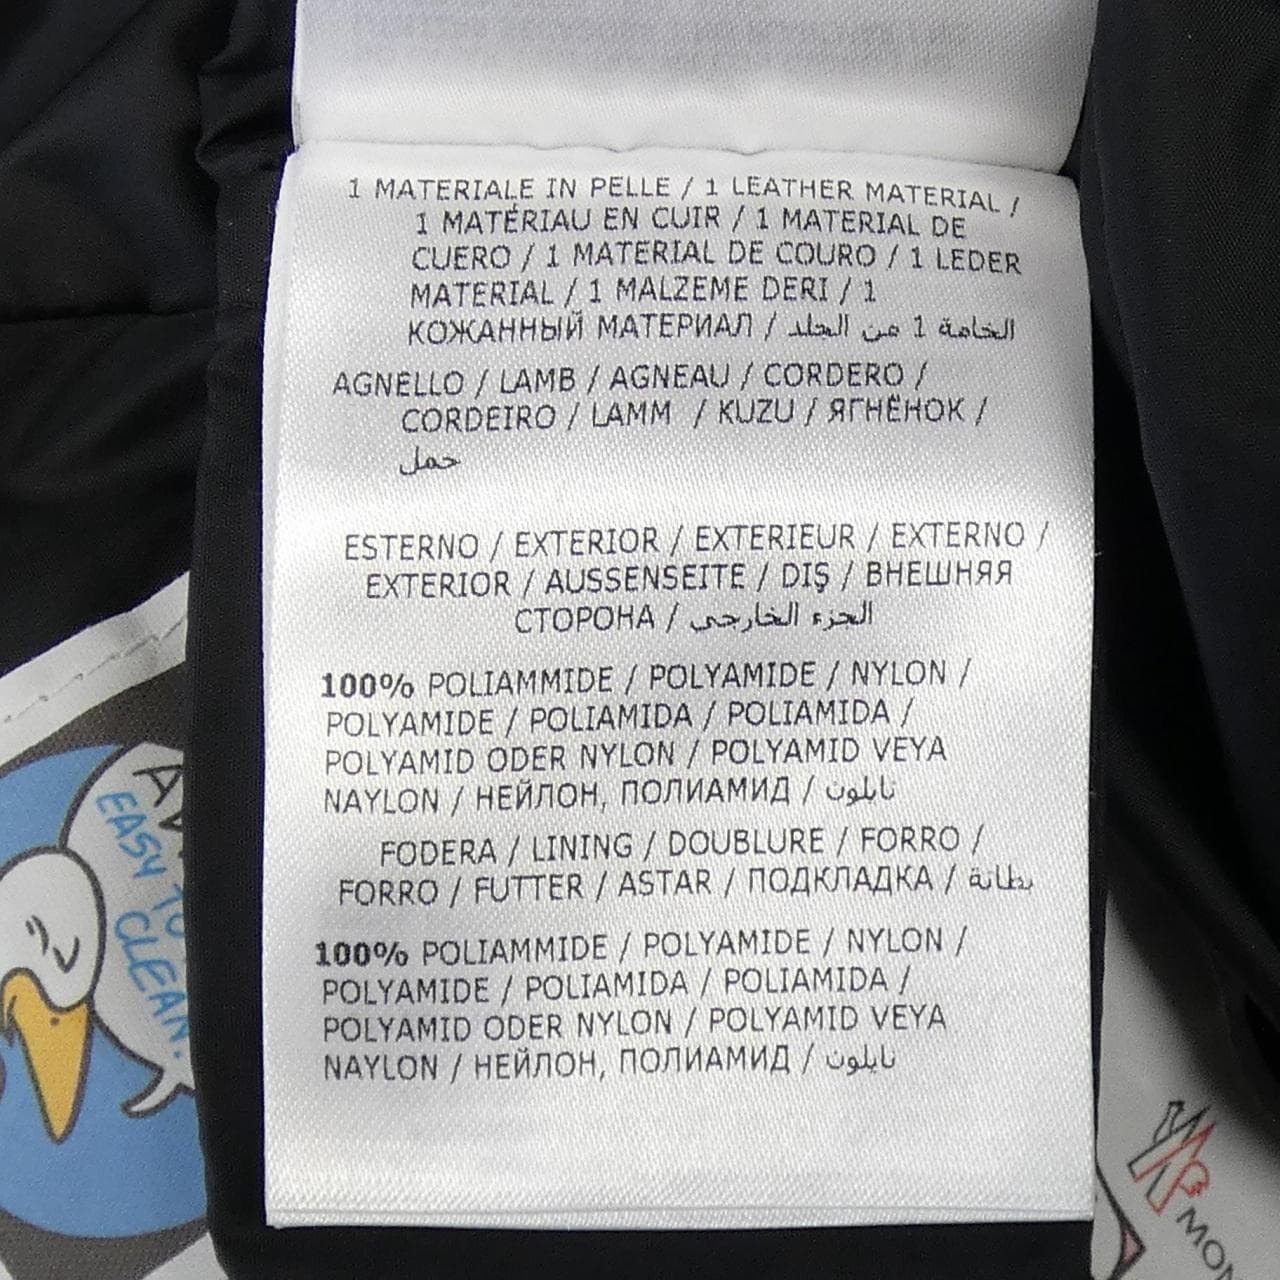 1 MATERIALE IN PELLE / 1 LEATHER MATERIAL /
1 MATÉRIAU EN CUIR / 1 MATERIAL DE
CUERO / 1 MATERIAL DE COURO / 1 LEDER
MATERIAL / 1 MALZEME DERI / 1
КОЖАННЫЙ МАТЕРИАЛ / الخامة 1 من الجلد
AGNELLO / LAMB / AGNEAU / CORDERO /
CORDEIRO / LAMM / KUZU / ЯГНЁНОК /
حمل
ESTERNO / EXTERIOR / EXTERIEUR / EXTERNO /
EXTERIOR / AUSSENSEITE / DIŞ / ВНЕШНЯЯ
СТОРОНА / الجزء الخارجي
100% POLIAMMIDE / POLYAMIDE / NYLON /
POLYAMIDE / POLIAMIDA / POLIAMIDA /
POLYAMID ODER NYLON / POLYAMID VEYA
NAYLON / НЕЙЛОН, ПОЛИАМИД / نايلون
FODERA / LINING / DOUBLURE / FORRO /
FORRO / FUTTER / ASTAR / ПОДКЛАДКА / بطانة
100% POLIAMMIDE / POLYAMIDE / NYLON /
POLYAMIDE / POLIAMIDA / POLIAMIDA /
POLYAMID ODER NYLON / POLYAMID VEYA
NAYLON / НЕЙЛОН, ПОЛИАМИД / نايلون
EASY TO
CLEAN.
MON